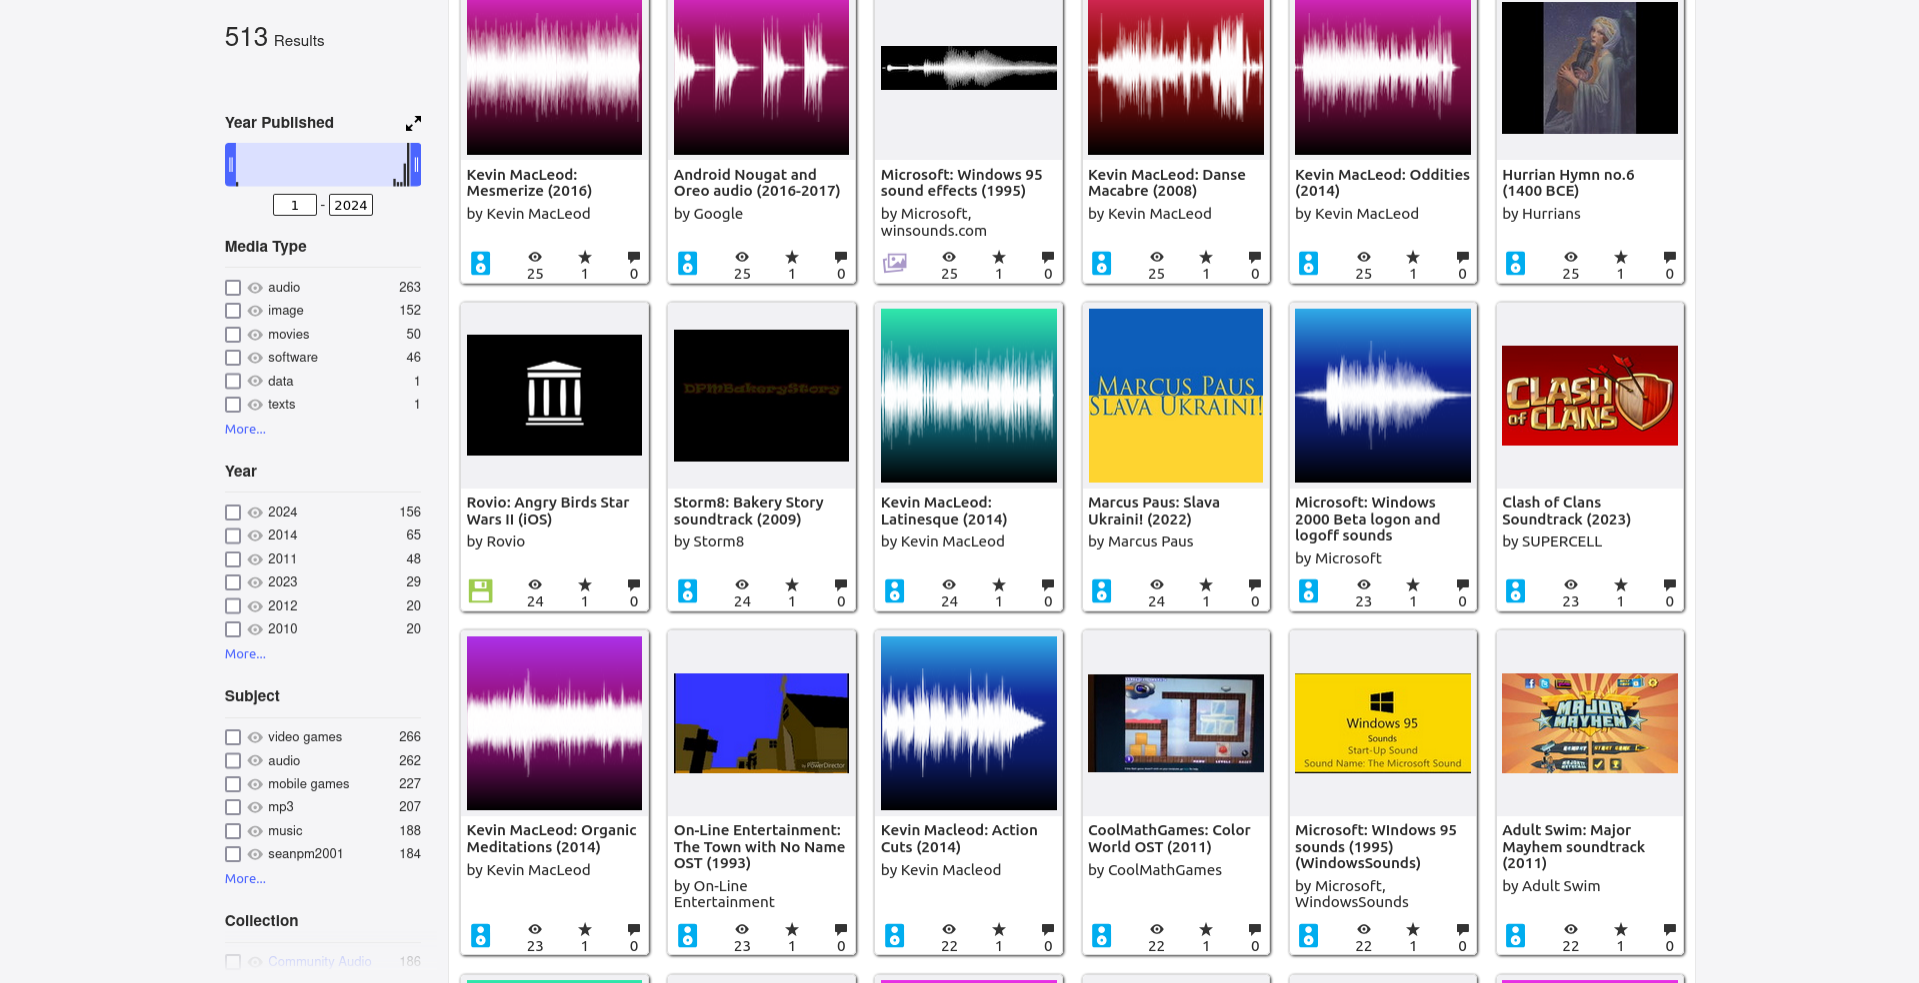 513 Results
Year Published
1 - 2024
Media Type
audio 263
image 152
movies 50
software 46
data 1
texts 1
More...
Year
2024 156
2014 65
2011 48
2023 29
2012 20
2010 20
More...
Subject
video games 266
audio 262
mobile games 227
mp3 207
music 188
seanpm2001 184
More...
Collection
Community Audio 186
Kevin MacLeod:
Mesmerize (2016)
by Kevin MacLeod
25 1 0
Android Nougat and
Oreo audio (2016-2017)
by Google
25 1 0
Microsoft: Windows 95
sound effects (1995)
by Microsoft,
winsounds.com
25 1 0
Kevin MacLeod: Danse
Macabre (2008)
by Kevin MacLeod
25 1 0
Kevin MacLeod: Oddities
(2014)
by Kevin MacLeod
25 1 0
Hurrian Hymn no.6
(1400 BCE)
by Hurrians
25 1 0
Rovio: Angry Birds Star
Wars II (iOS)
by Rovio
24 1 0
DPMBakeryStory
Storm8: Bakery Story
soundtrack (2009)
by Storm8
24 1 0
Kevin MacLeod:
Latinesque (2014)
by Kevin MacLeod
24 1 0
MARCUS PAUS
SLAVA UKRAINI!
Marcus Paus: Slava
Ukraini! (2022)
by Marcus Paus
24 1 0
Microsoft: Windows
2000 Beta logon and
logoff sounds
by Microsoft
23 1 0
CLASH
OF CLANS
Clash of Clans
Soundtrack (2023)
by SUPERCELL
23 1 0
Kevin MacLeod: Organic
Meditations (2014)
by Kevin MacLeod
23 1 0
by PowerDirector
On-Line Entertainment:
The Town with No Name
OST (1993)
by On-Line
Entertainment
23 1 0
Kevin Macleod: Action
Cuts (2014)
by Kevin Macleod
22 1 0
CoolMathGames: Color
World OST (2011)
by CoolMathGames
22 1 0
Windows 95
Sounds
Start-Up Sound
Sound Name: The Microsoft Sound
Microsoft: WIndows 95
sounds (1995)
(WindowsSounds)
by Microsoft,
WindowsSounds
22 1 0
MAJOR
MAYHEM
Adult Swim: Major
Mayhem soundtrack
(2011)
by Adult Swim
22 1 0